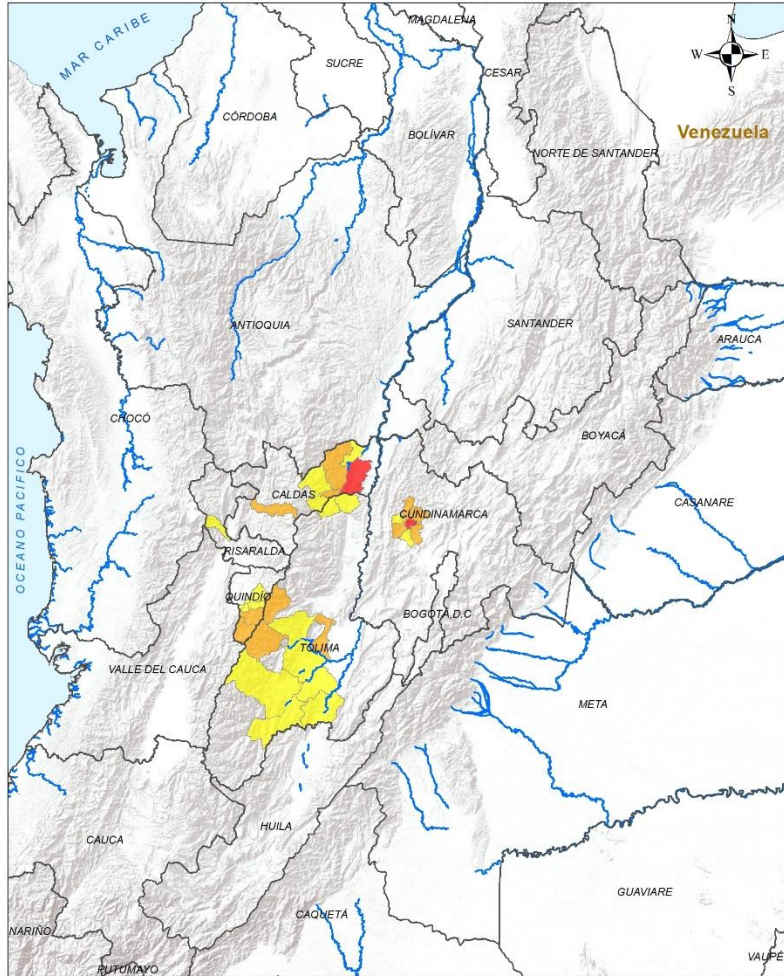 MAGDALENA
N
MAR CARIBE
SUCRE
W
E
CESAR
S
CÓRDOBA
BOLÍVAR
Venezuela
NORTE DE SANTANDER
ANTIOQUIA
SANTANDER
ARAUCA
CHOCÓ
BOYACÁ
OCEANO PACIFICO
CALDAS
CASANARE
CUNDINAMARCA
RISARALDA
QUINDÍO
BOGOTÁ D.C
TOLIMA
VALLE DEL CAUCA
META
HUILA
CAUCA
GUAVIARE
CAQUETÁ
NARIÑO
VAUPÉ
PUTUMAYO